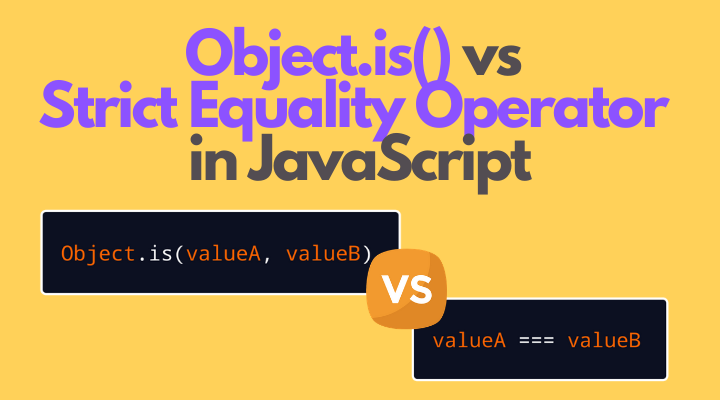 Object.is() vs
Strict Equality Operator
in JavaScript
Object.is(valueA, valueB)
VS
valueA === valueB